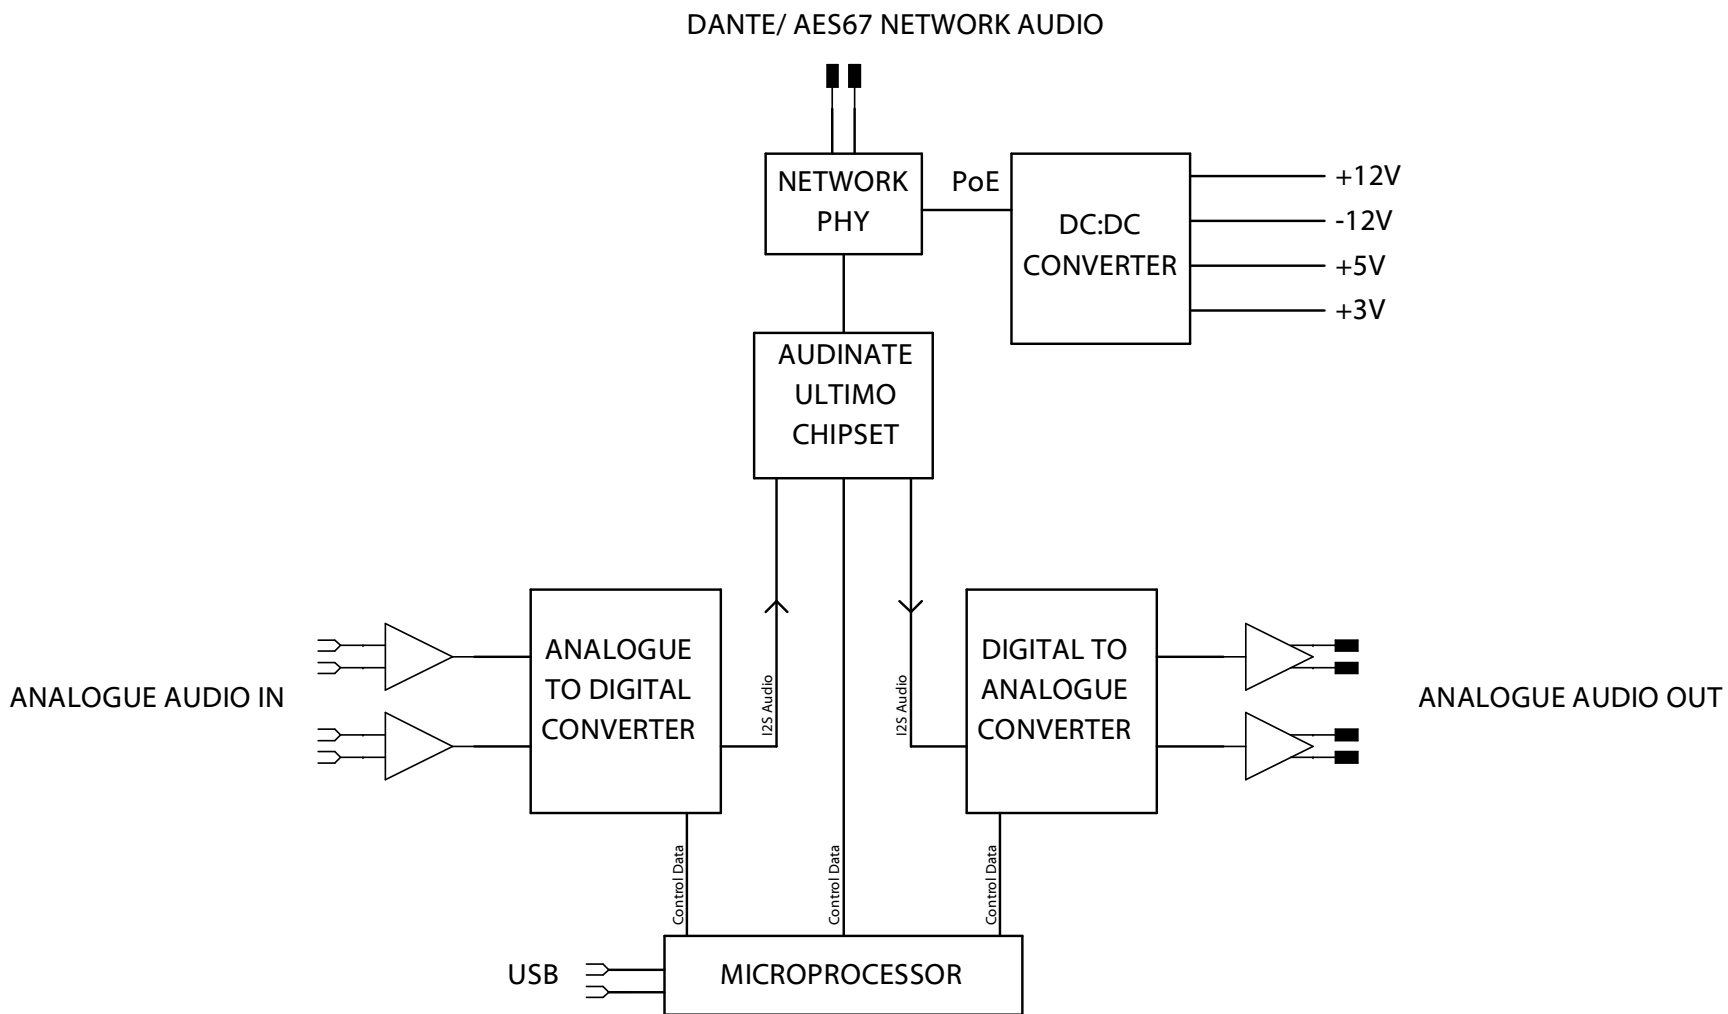 DANTE/ AES67 NETWORK AUDIO
NETWORK
PHY
PoE
DC:DC
CONVERTER
+12V
-12V
+5V
+3V
AUDINATE
ULTIMO
CHIPSET
ANALOGUE AUDIO IN
ANALOGUE
TO DIGITAL
CONVERTER
I2S Audio
I2S Audio
DIGITAL TO
ANALOGUE
CONVERTER
ANALOGUE AUDIO OUT
Control Data
Control Data
Control Data
USB
MICROPROCESSOR